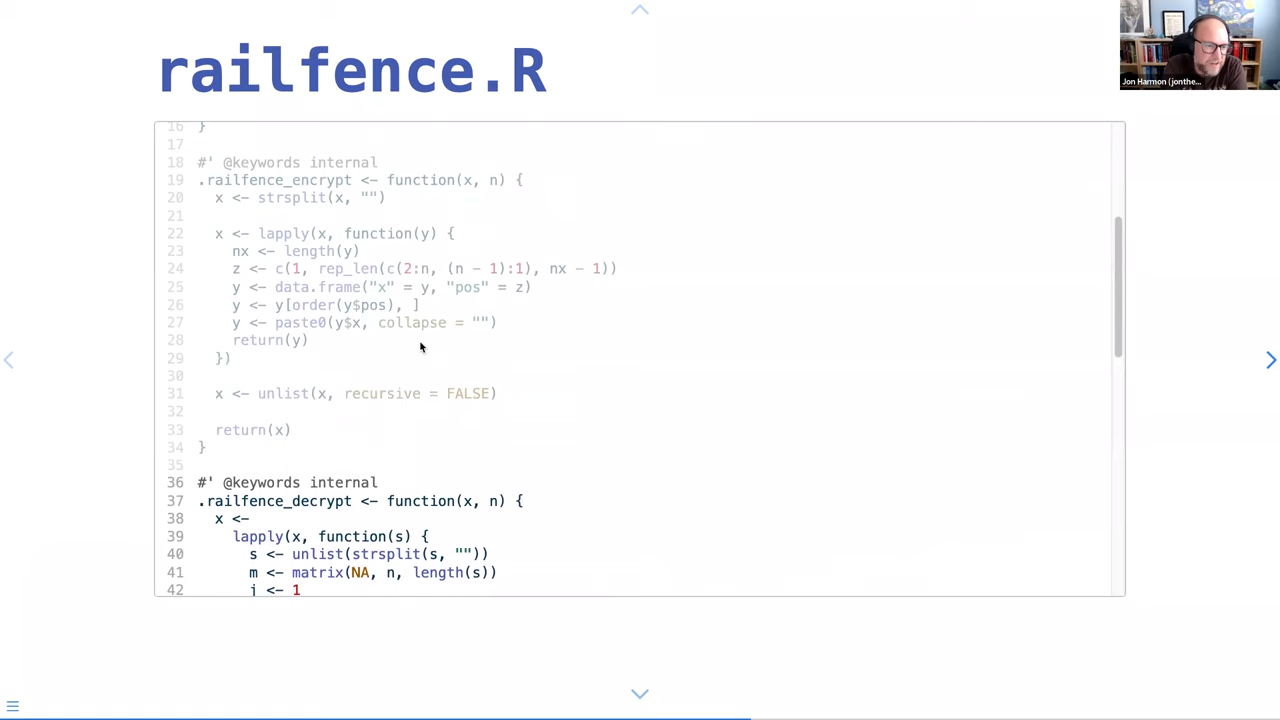 railfence.R
Jon Harmon (jonthe...
16 }
17
18 #' @keywords internal
19 .railfence_encrypt <- function(x, n) {
20 x <- strsplit(x, "")
21
22 x <- lapply(x, function(y) {
23 nx <- length(y)
24 z <- c(1, rep_len(c(2:n, (n - 1):1), nx - 1))
25 y <- data.frame("x" = y, "pos" = z)
26 y <- y[order(y$pos), ]
27 y <- paste0(y$x, collapse = "")
28 return(y)
29 })
30
31 x <- unlist(x, recursive = FALSE)
32
33 return(x)
34 }
35
36 #' @keywords internal
37 .railfence_decrypt <- function(x, n) {
38 x <-
39 lapply(x, function(s) {
40 s <- unlist(strsplit(s, ""))
41 m <- matrix(NA, n, length(s))
42 j <- 1